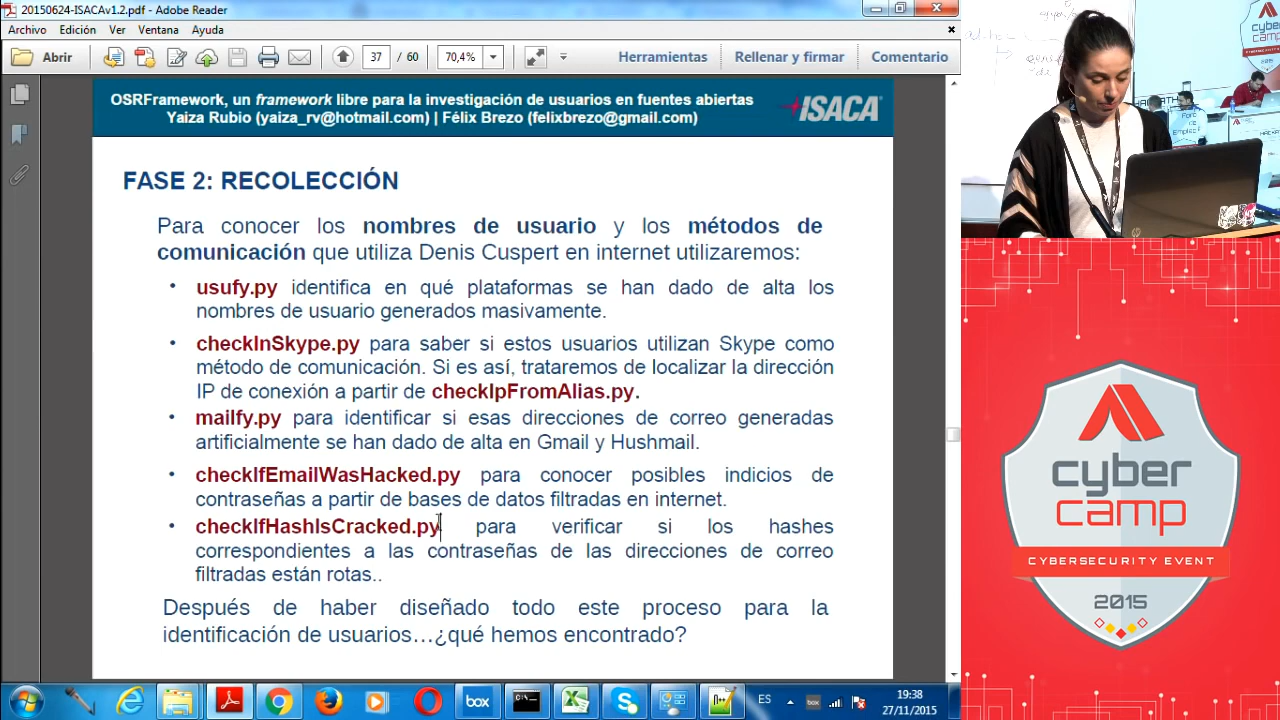 20150624-ISACAv1.2.pdf - Adobe Reader
Archivo Edición Ver Ventana Ayuda
Abrir 37 / 60 70,4% Herramientas Rellenar y firmar Comentario
OSRFramework, un framework libre para la investigación de usuarios en fuentes abiertas
Yaiza Rubio (yaiza_rv@hotmail.com) | Félix Brezo (felixbrezo@gmail.com)
ISACA
FASE 2: RECOLECCIÓN
Para conocer los nombres de usuario y los métodos de
comunicación que utiliza Denis Cuspert en internet utilizaremos:
• usufy.py identifica en qué plataformas se han dado de alta los
nombres de usuario generados masivamente.
• checkInSkype.py para saber si estos usuarios utilizan Skype como
método de comunicación. Si es así, trataremos de localizar la dirección
IP de conexión a partir de checkIpFromAlias.py.
• mailfy.py para identificar si esas direcciones de correo generadas
artificialmente se han dado de alta en Gmail y Hushmail.
• checkIfEmailWasHacked.py para conocer posibles indicios de
contraseñas a partir de bases de datos filtradas en internet.
• checkIfHashIsCracked.py para verificar si los hashes
correspondientes a las contraseñas de las direcciones de correo
filtradas están rotas..
Después de haber diseñado todo este proceso para la
identificación de usuarios…¿qué hemos encontrado?
cyber
camp
CYBERSECURITY EVENT
2015
box
ES
box
19:38
27/11/2015